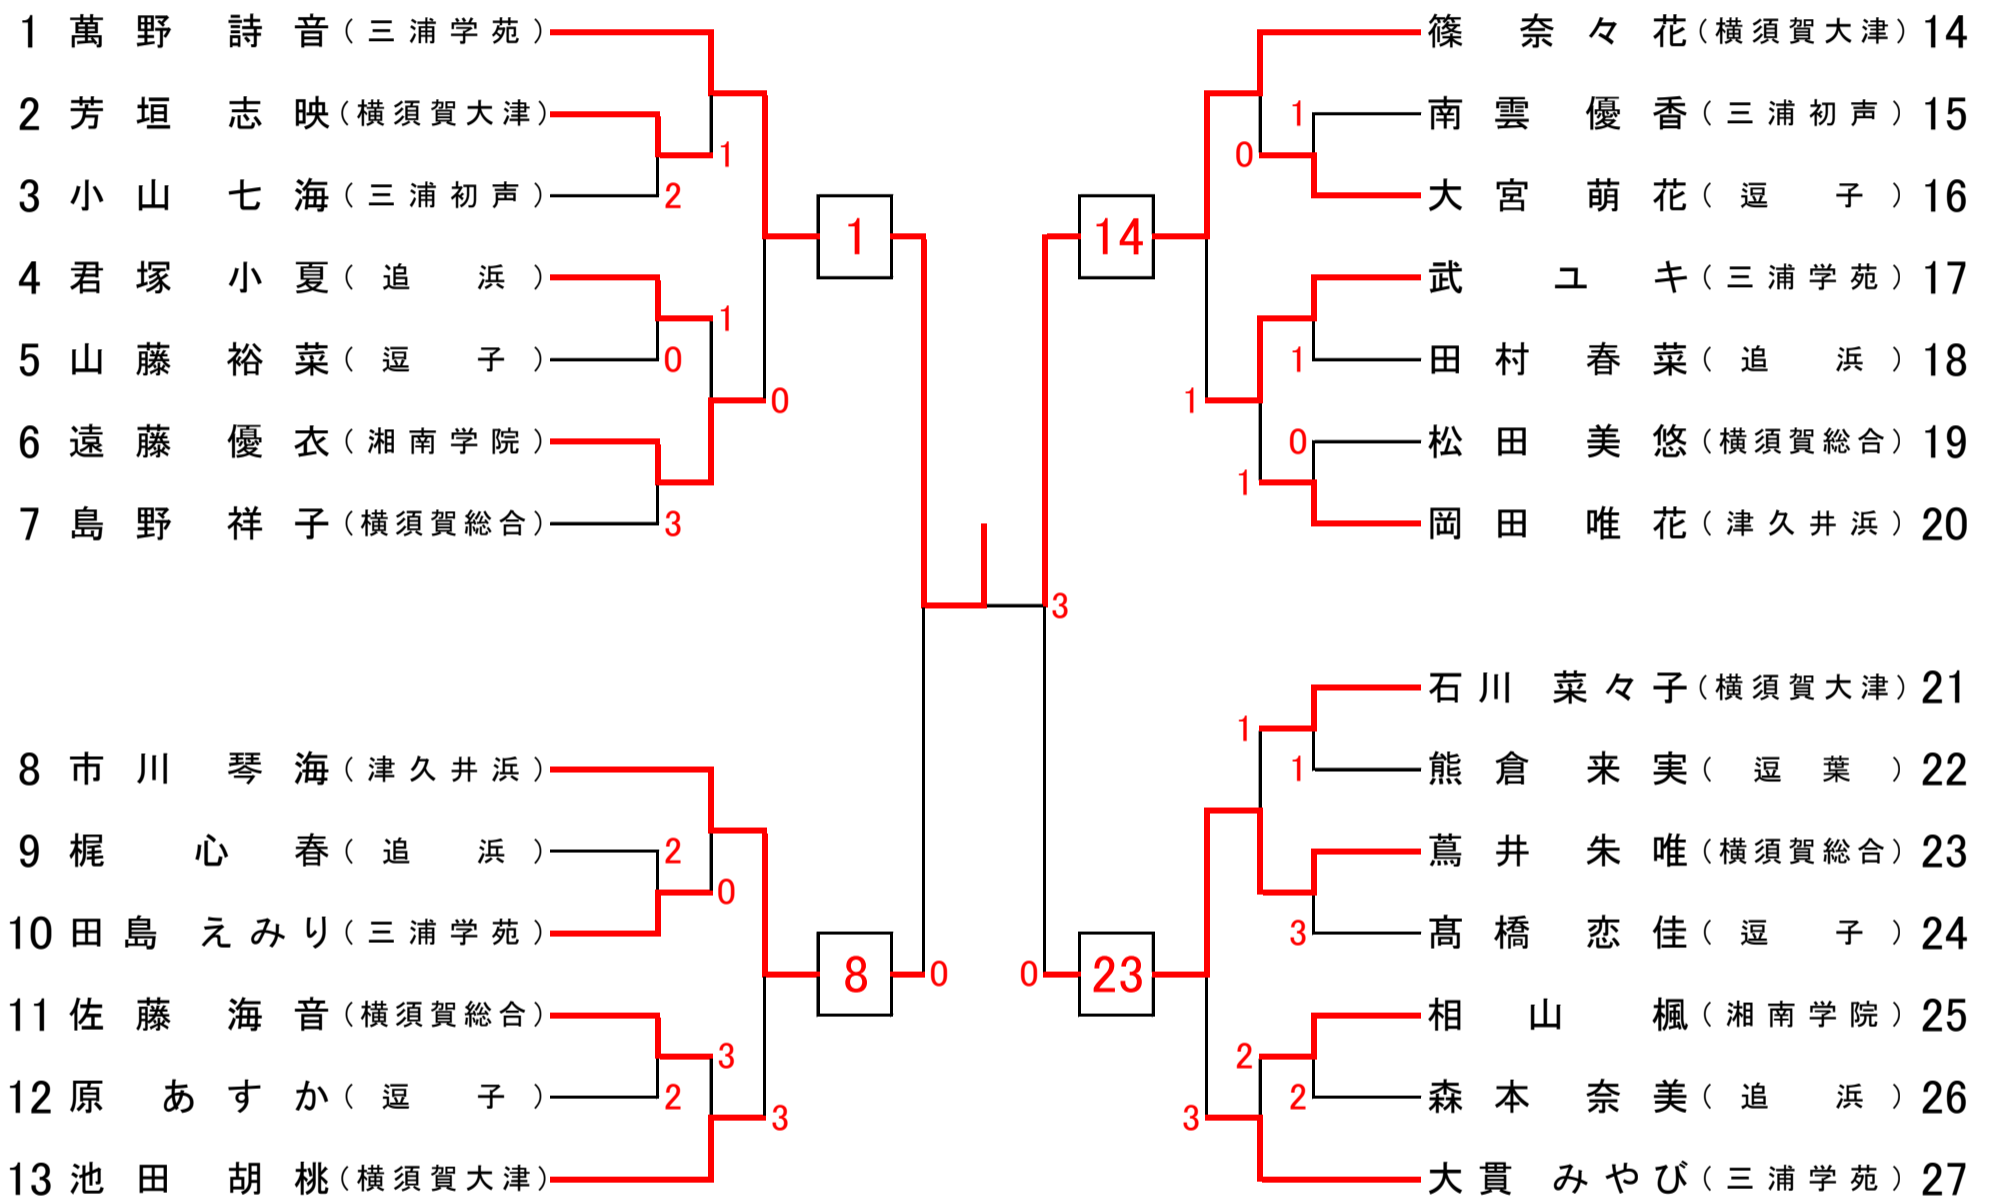 1 萬野 詩音(三浦学苑)
2 芳垣 志映(横須賀大津)
1
3 小山 七海(三浦初声)
2
1
4 君塚 小夏(追浜)
1
5 山藤 裕菜(逗子)
0
0
6 遠藤 優衣(湘南学院)
7 島野 祥子(横須賀総合)
3
8 市川 琴海(津久井浜)
9 梶 心春(追浜)
2
0
10 田島 えみり(三浦学苑)
8
0
11 佐藤 海音(横須賀総合)
3
12 原 あすか(逗子)
2
3
13 池田 胡桃(横須賀大津)
篠 奈々花(横須賀大津) 14
1
南雲 優香(三浦初声) 15
0
大宮 萌花(逗子) 16
14
武 ユキ(三浦学苑) 17
1
田村 春菜(追浜) 18
1
0
松田 美悠(横須賀総合) 19
1
岡田 唯花(津久井浜) 20
3
石川 菜々子(横須賀大津) 21
1
1
熊倉 来実(逗葉) 22
蔦井 朱唯(横須賀総合) 23
3
髙橋 恋佳(逗子) 24
0
23
相山 楓(湘南学院) 25
2
2
森本 奈美(追浜) 26
3
大貫 みやび(三浦学苑) 27